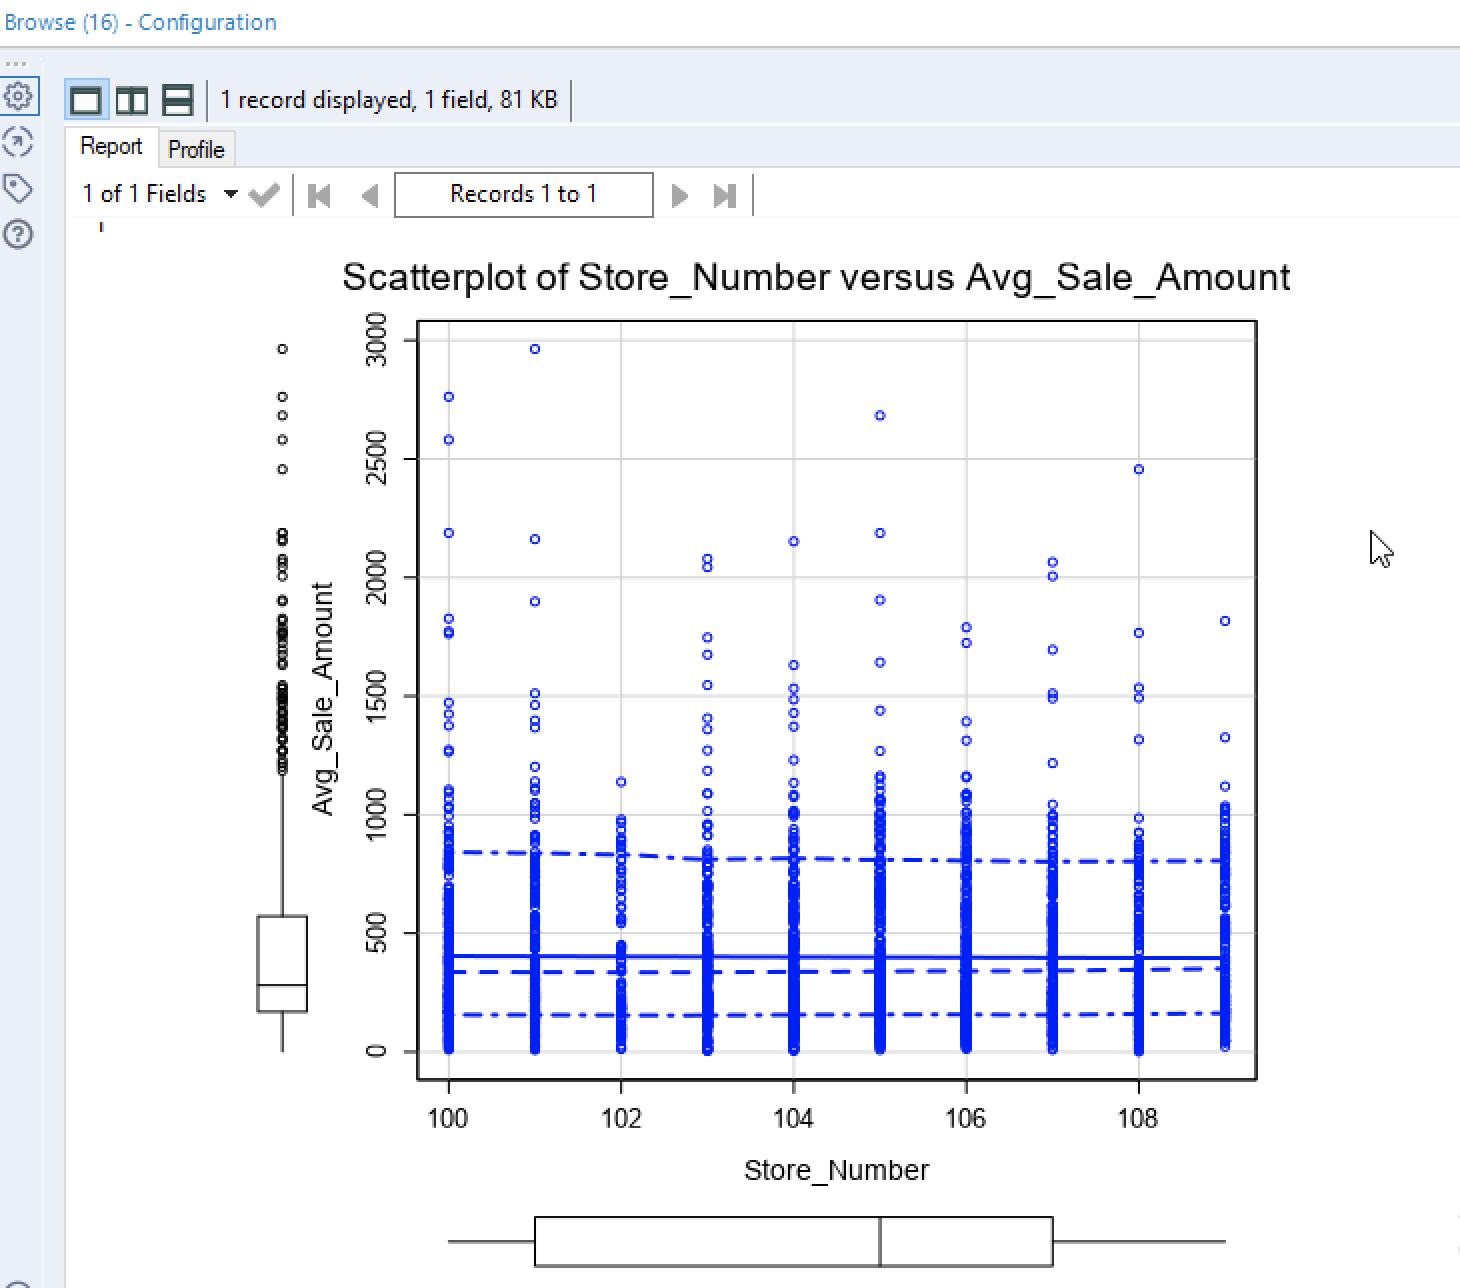 Browse (16) - Configuration
1 record displayed, 1 field, 81 KB
Report
Profile
1 of 1 Fields
Records 1 to 1
Scatterplot of Store_Number versus Avg_Sale_Amount
3000
2500
2000
1500
1000
500
0
Avg_Sale_Amount
100 102 104 106 108
Store_Number